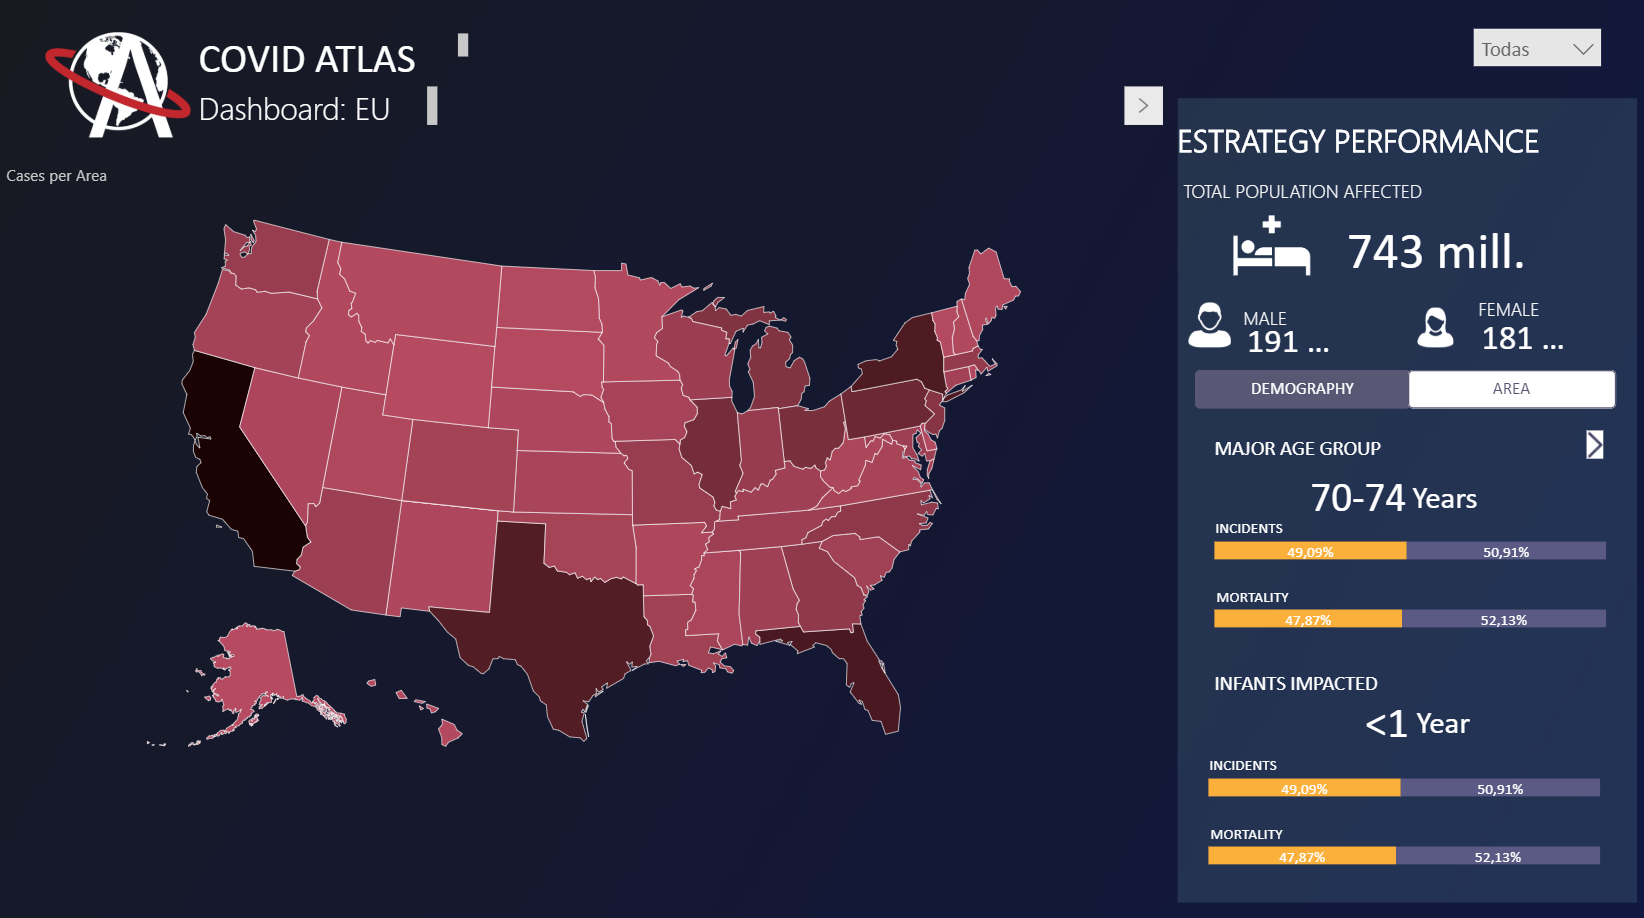 COVID ATLAS
Dashboard: EU
Todas
Cases per Area
ESTRATEGY PERFORMANCE
TOTAL POPULATION AFFECTED
743 mill.
MALE
191 ...
FEMALE
181 ...
DEMOGRAPHY
AREA
MAJOR AGE GROUP
70-74 Years
INCIDENTS
49,09% 50,91%
MORTALITY
47,87% 52,13%
INFANTS IMPACTED
<1 Year
INCIDENTS
49,09% 50,91%
MORTALITY
47,87% 52,13%